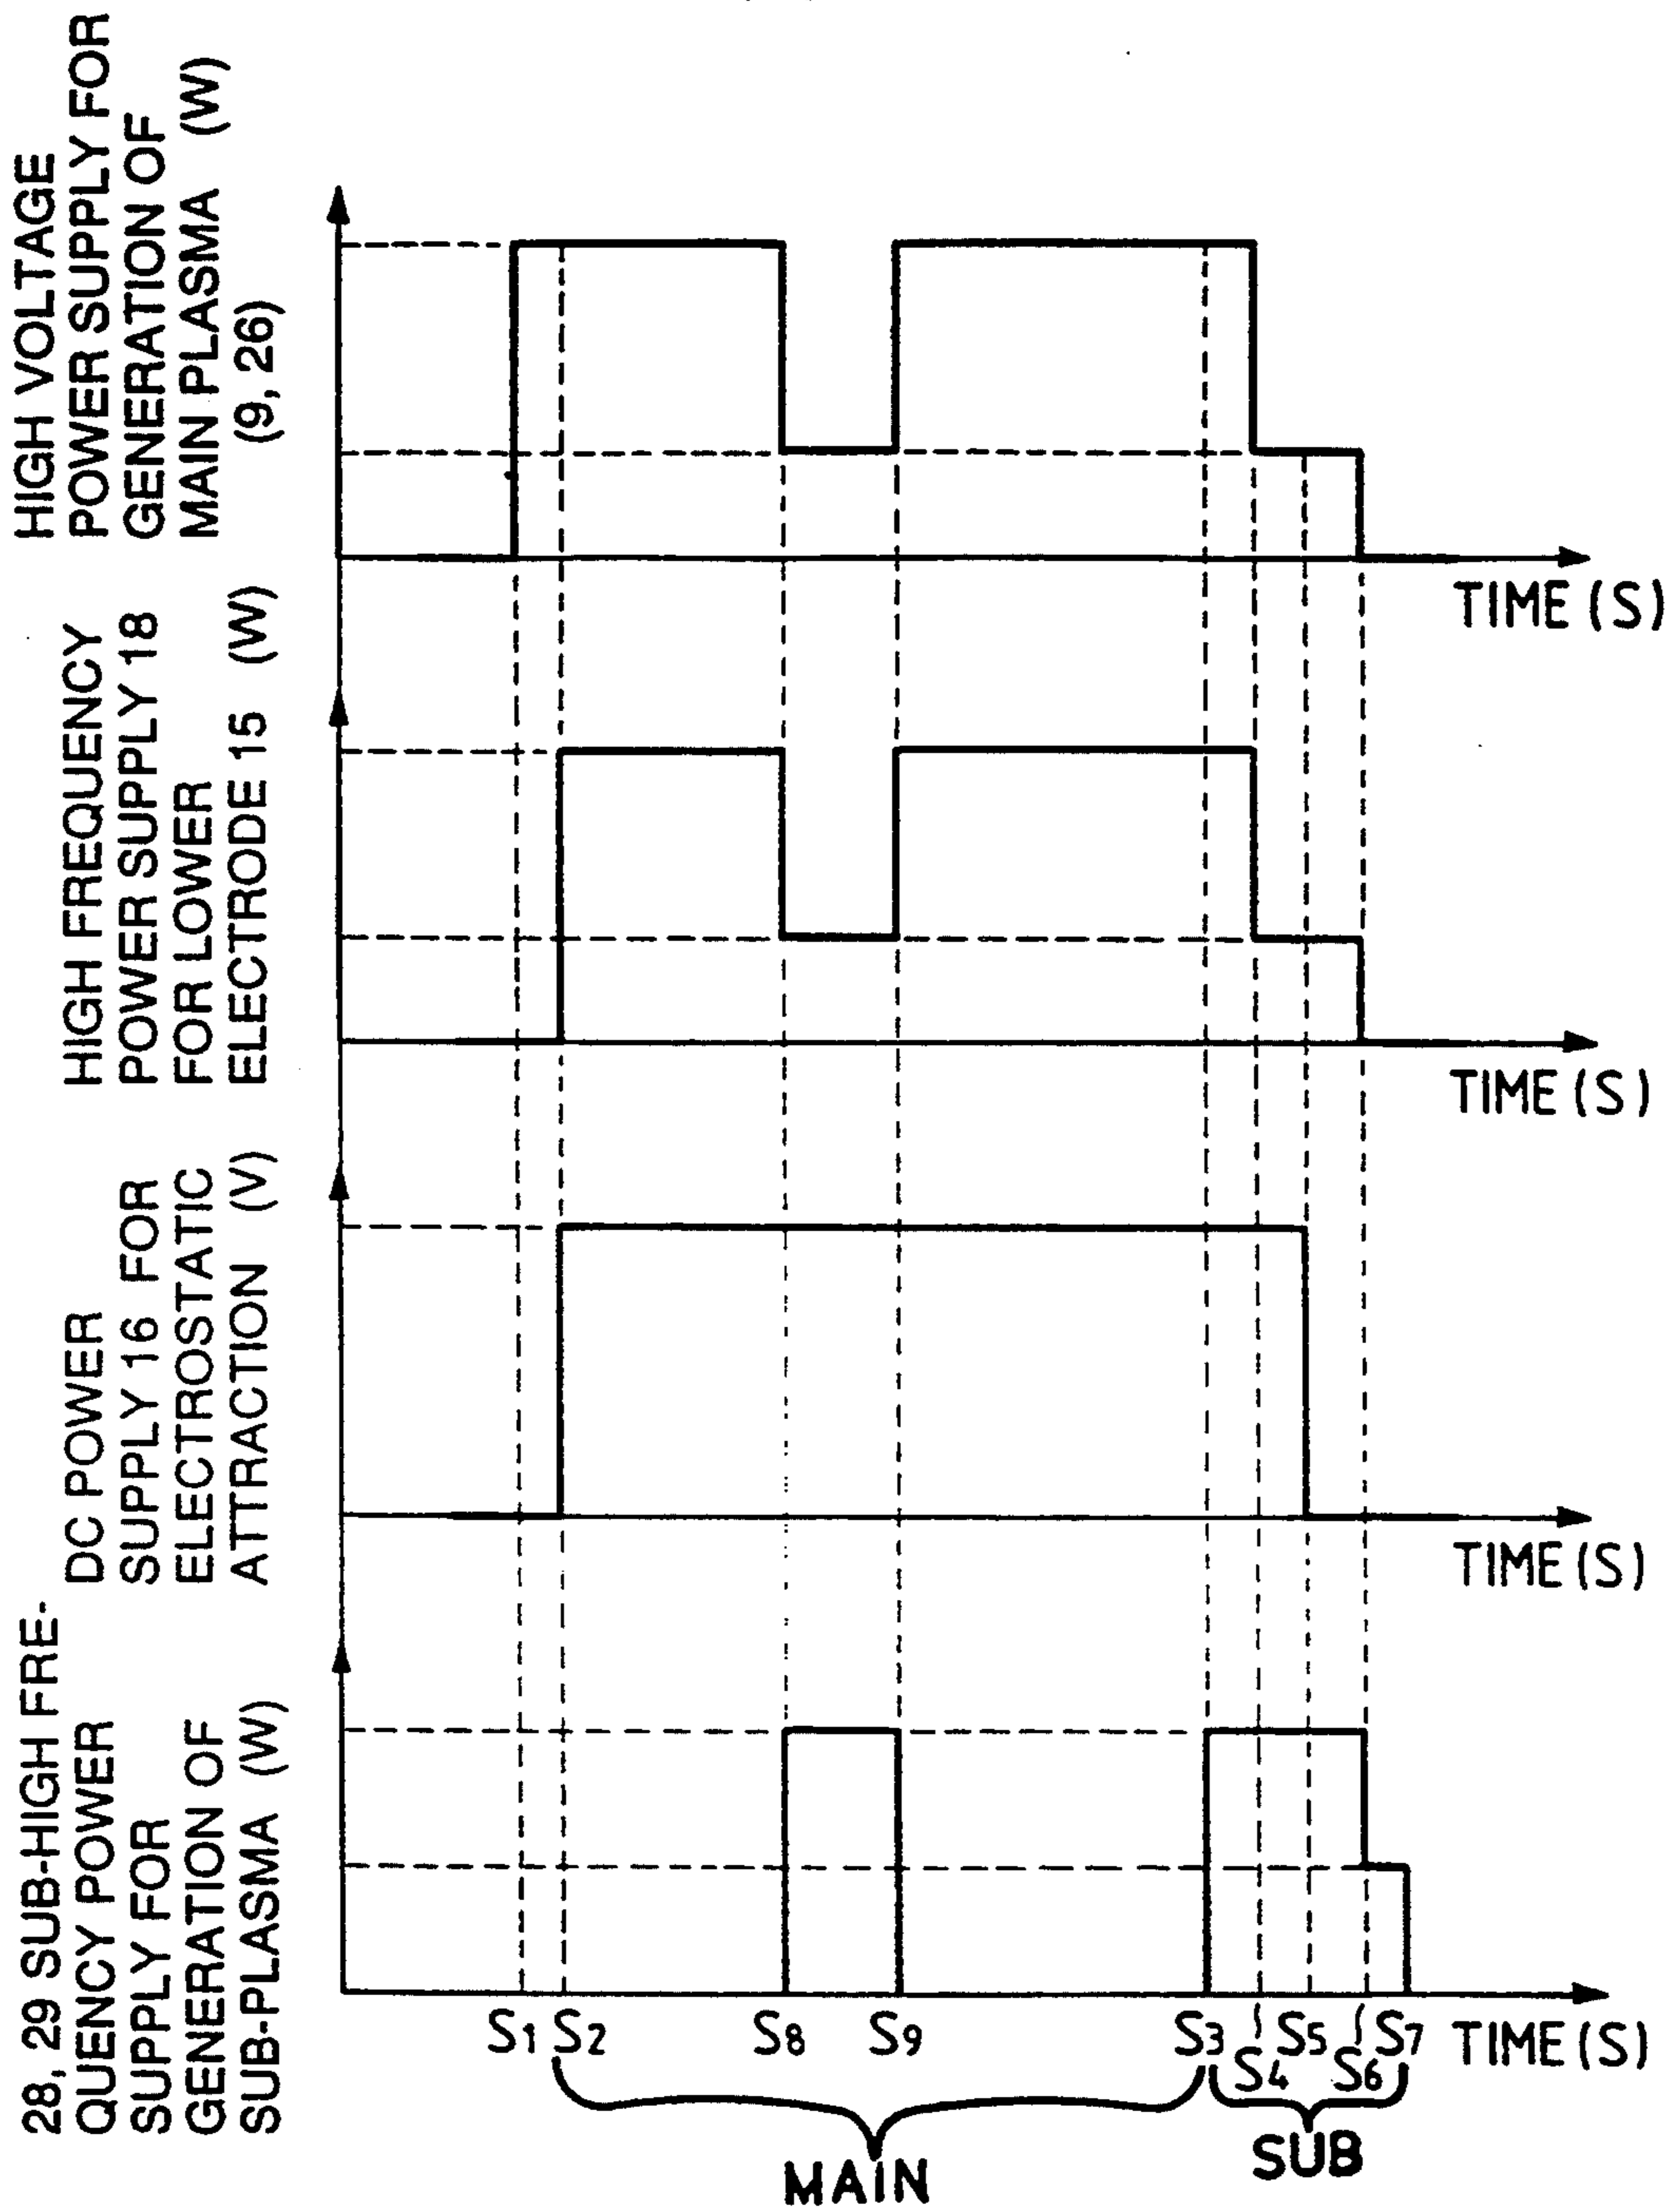 HIGH VOLTAGE
POWER SUPPLY FOR
GENERATION OF
MAIN PLASMA (W)
(9, 26)
TIME (S)
HIGH FREQUENCY
POWER SUPPLY 18
FOR LOWER
ELECTRODE 15 (W)
TIME (S)
DC POWER
SUPPLY 16 FOR
ELECTROSTATIC
ATTRACTION (V)
TIME (S)
28, 29 SUB-HIGH FRE-
QUENCY POWER
SUPPLY FOR
GENERATION OF
SUB-PLASMA (W)
S1 S2 S8 S9 S3 S5 S7 TIME (S)
S4 S6
MAIN SUB